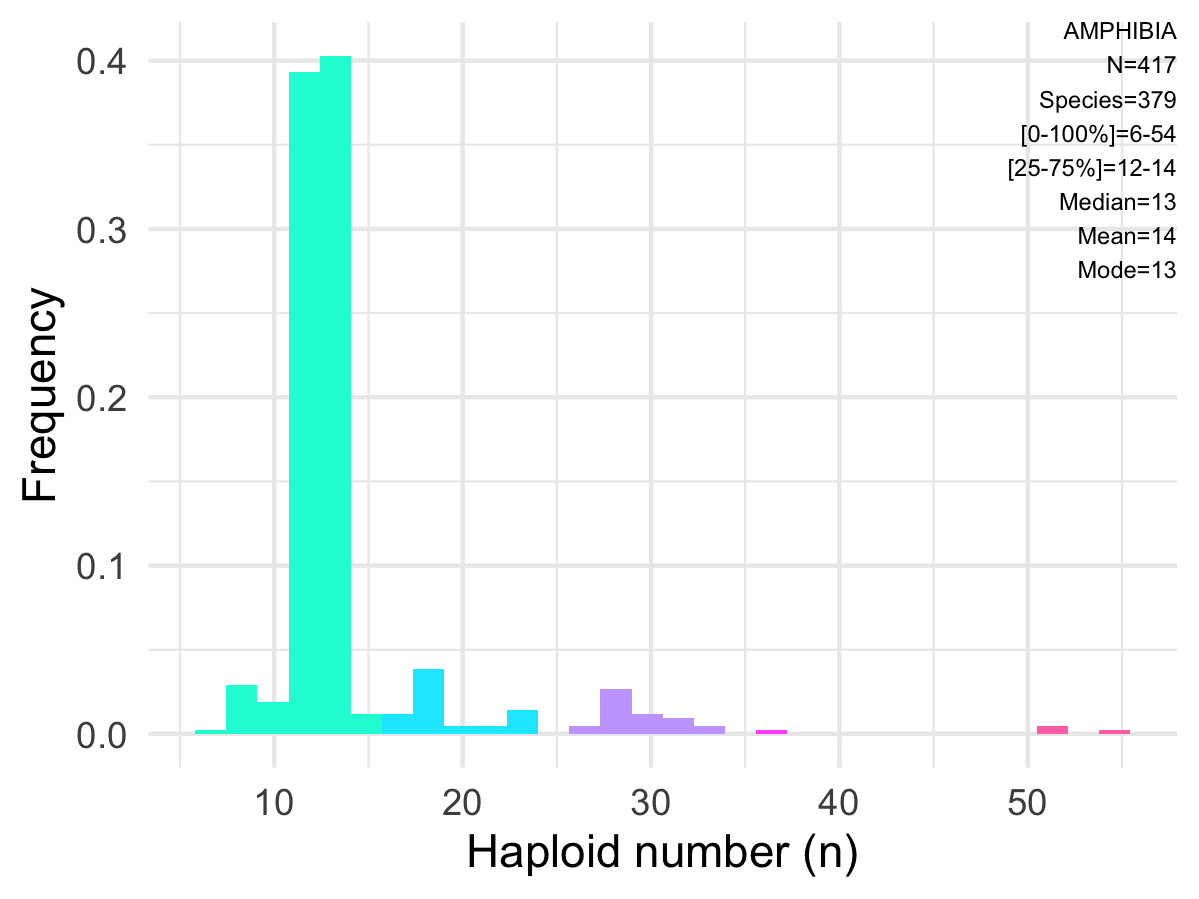 AMPHIBIA
N=417
Species=379
[0-100%]=6-54
[25-75%]=12-14
Median=13
Mean=14
Mode=13
0.4
0.3
0.2
0.1
0.0
Frequency
10 20 30 40 50
Haploid number (n)